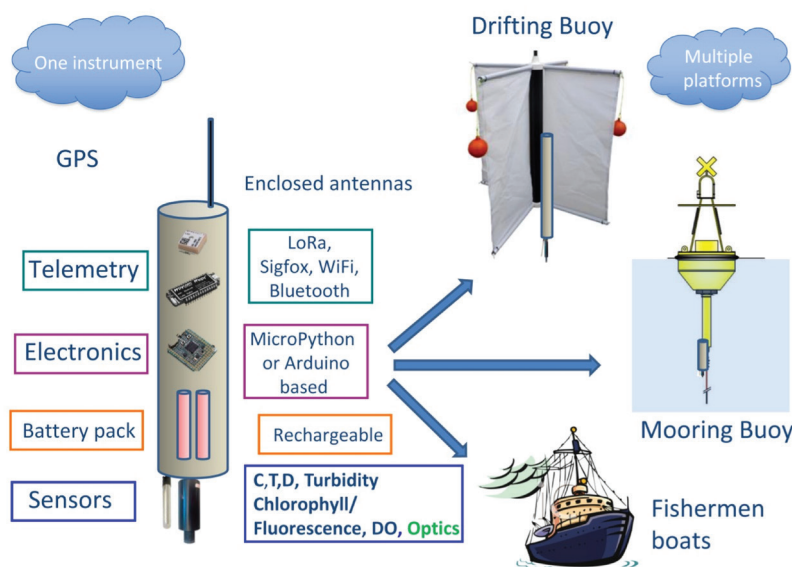 Drifting Buoy
One instrument
Multiple
platforms
GPS
Enclosed antennas
Telemetry
LoRa,
Sigfox, WiFi,
Bluetooth
Electronics
MicroPython
or Arduino
based
Battery pack
Rechargeable
Mooring Buoy
Sensors
C,T,D, Turbidity
Chlorophyll/
Fluorescence, DO, Optics
Fishermen
boats